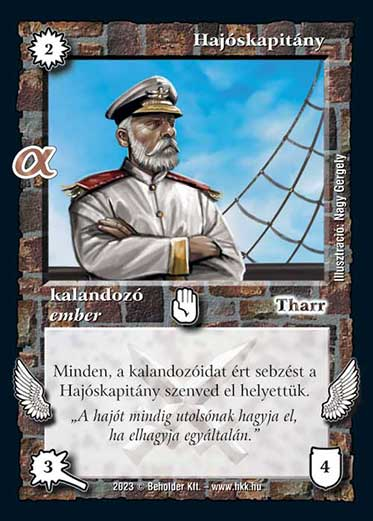 2
Hajóskapitány
α
Illusztráció: Nagy Gergely
kalandozó
ember
Tharr
Minden, a kalandozóidat ért sebzést a
Hajóskapitány szenved el helyettük.
„A hajót mindig utolsónak hagyja el,
ha elhagyja egyáltalán.”
3
4
2023 © Beholder Kft. – www.hkk.hu